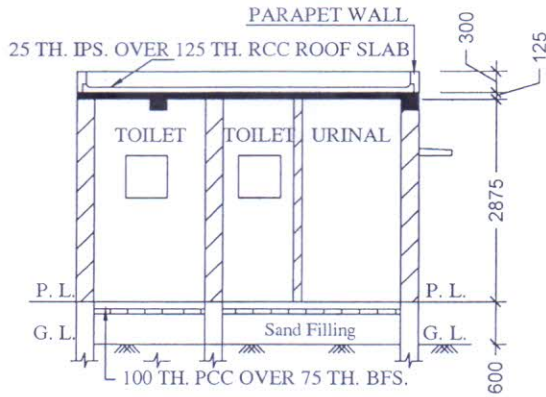 PARAPET WALL
25 TH. IPS. OVER 125 TH. RCC ROOF SLAB
300
125
TOILET TOILET URINAL
2875
P. L. P. L.
G. L. Sand Filling G. L.
600
100 TH. PCC OVER 75 TH. BFS.